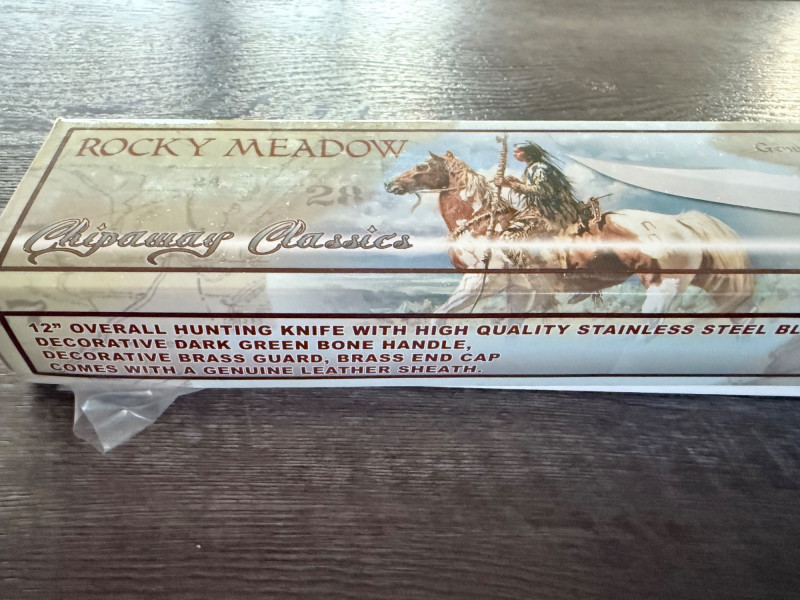 ROCKY MEADOW
28
Chipaway Classics
12" OVERALL HUNTING KNIFE WITH HIGH QUALITY STAINLESS STEEL BL
DECORATIVE DARK GREEN BONE HANDLE,
DECORATIVE BRASS GUARD, BRASS END CAP
COMES WITH A GENUINE LEATHER SHEATH.